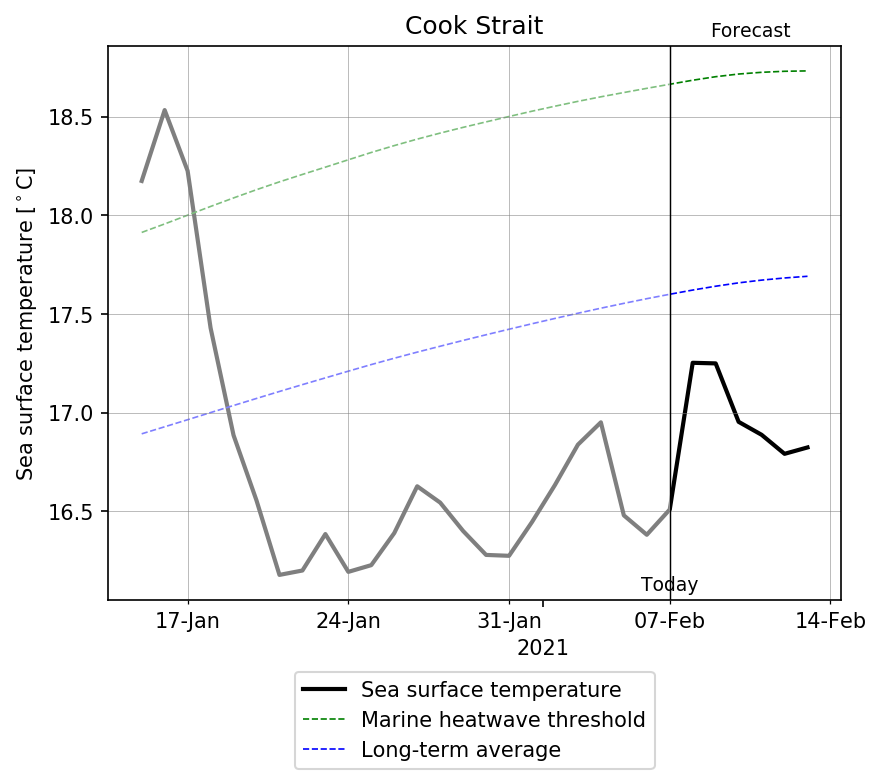 Cook Strait
Forecast
Sea surface temperature [°C]
18.5
18.0
17.5
17.0
16.5
Today
17-Jan
24-Jan
31-Jan
07-Feb
14-Feb
2021
Sea surface temperature
Marine heatwave threshold
Long-term average